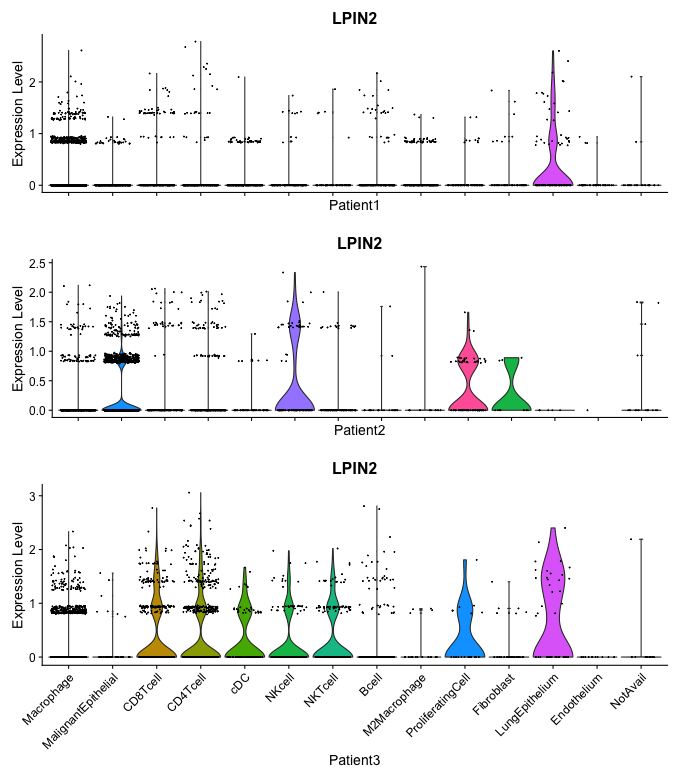 LPIN2
Expression Level
2
1
0
Patient1
LPIN2
Expression Level
2.5
2.0
1.5
1.0
0.5
0.0
Patient2
LPIN2
Expression Level
3
2
1
0
Macrophage
MalignantEpithelial
CD8Tcell
CD4Tcell
cDC
NKcell
NKTcell
Bcell
M2Macrophage
ProliferatingCell
Fibroblast
LungEpithelium
Endothelium
NotAvail
Patient3